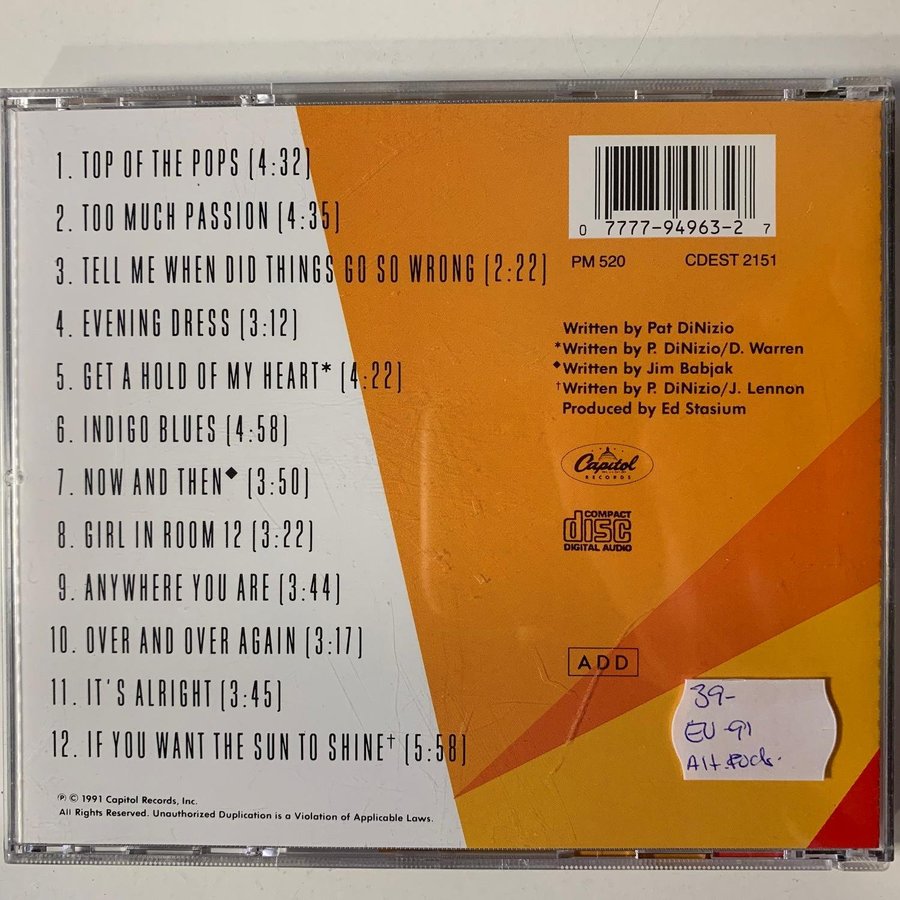 1. TOP OF THE POPS (4:32)
2. TOO MUCH PASSION (4:35)
3. TELL ME WHEN DID THINGS GO SO WRONG (2:22)
4. EVENING DRESS (3:12)
5. GET A HOLD OF MY HEART* (4:22)
6. INDIGO BLUES (4:58)
7. NOW AND THEN◆ (3:50)
8. GIRL IN ROOM 12 (3:22)
9. ANYWHERE YOU ARE (3:44)
10. OVER AND OVER AGAIN (3:17)
11. IT'S ALRIGHT (3:45)
12. IF YOU WANT THE SUN TO SHINE† (5:58)
℗ © 1991 Capitol Records, Inc.
All Rights Reserved. Unauthorized Duplication is a Violation of Applicable Laws.
0 7777-94963-2 7
PM 520 CDEST 2151
Written by Pat DiNizio
*Written by P. DiNizio/D. Warren
◆Written by Jim Babjak
†Written by P. DiNizio/J. Lennon
Produced by Ed Stasium
Capitol
RECORDS
COMPACT
disc
DIGITAL AUDIO
ADD
39-
EU-91
Alt.Rock.